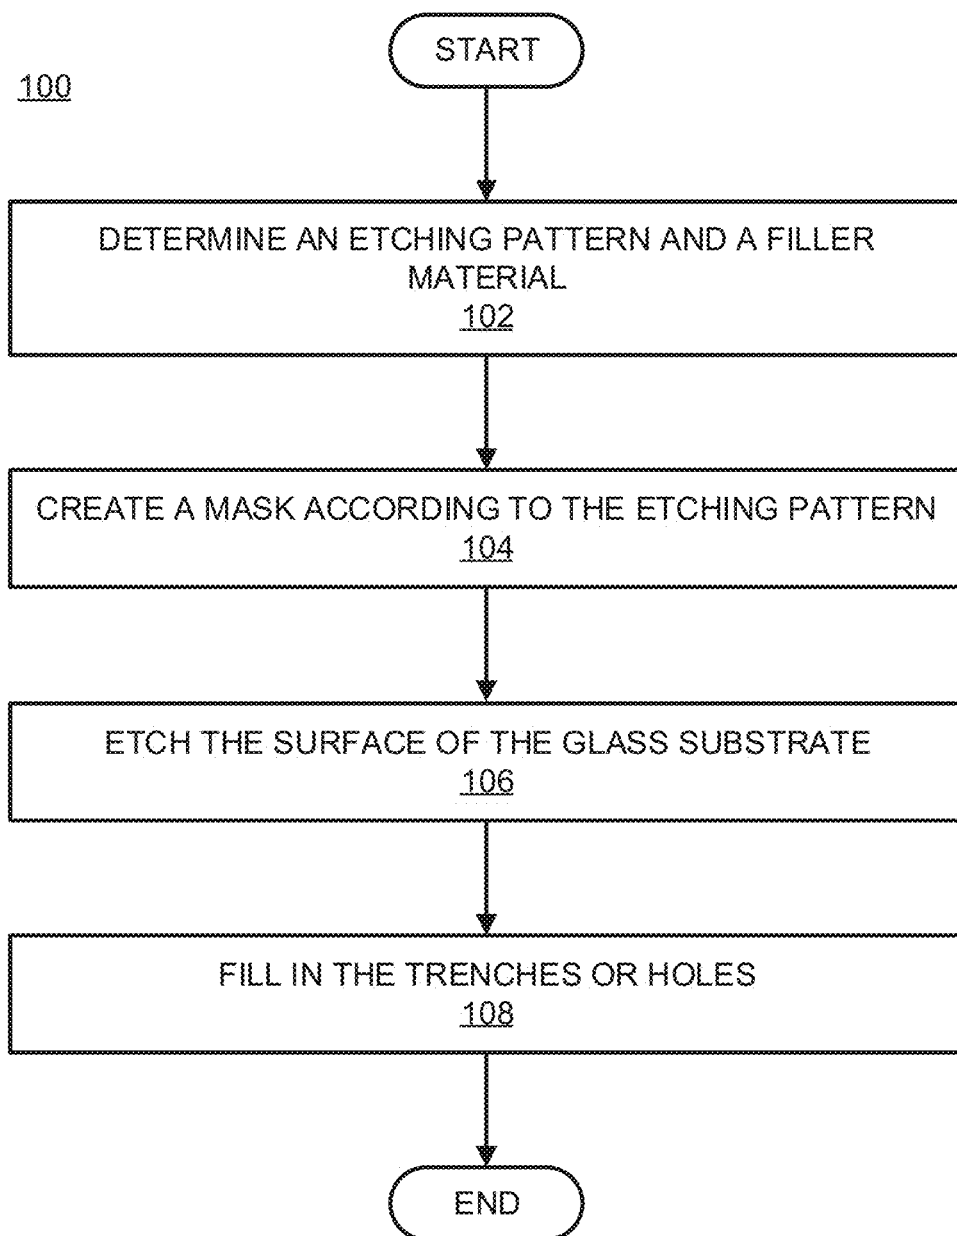 START
100
DETERMINE AN ETCHING PATTERN AND A FILLER
MATERIAL
102
CREATE A MASK ACCORDING TO THE ETCHING PATTERN
104
ETCH THE SURFACE OF THE GLASS SUBSTRATE
106
FILL IN THE TRENCHES OR HOLES
108
END